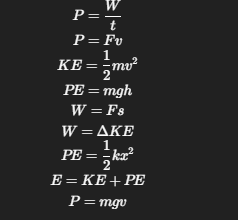 P = W/t
P = Fv
KE = 1/2 mv²
PE = mgh
W = Fs
W = ΔKE
PE = 1/2 kx²
E = KE + PE
P = mgv